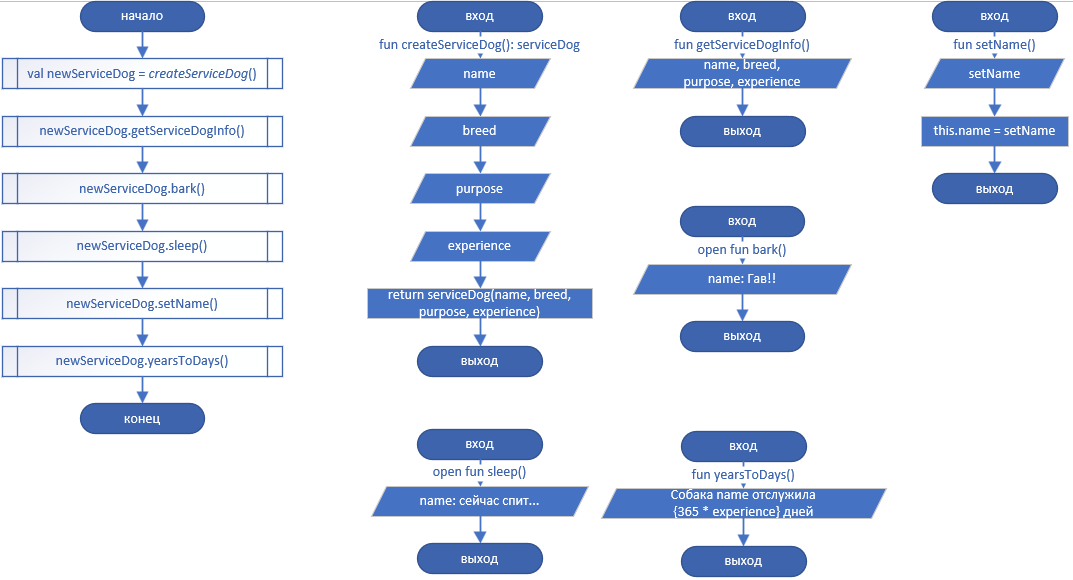 начало
val newServiceDog = createServiceDog()
newServiceDog.getServiceDogInfo()
newServiceDog.bark()
newServiceDog.sleep()
newServiceDog.setName()
newServiceDog.yearsToDays()
конец
вход
fun createServiceDog(): serviceDog
name
breed
purpose
experience
return serviceDog(name, breed,
purpose, experience)
выход
вход
open fun sleep()
name: сейчас спит...
выход
вход
fun getServiceDogInfo()
name, breed,
purpose, experience
выход
вход
open fun bark()
name: Гав!!
выход
вход
fun yearsToDays()
Собака name отслужила
{365 * experience} дней
выход
вход
fun setName()
setName
this.name = setName
выход